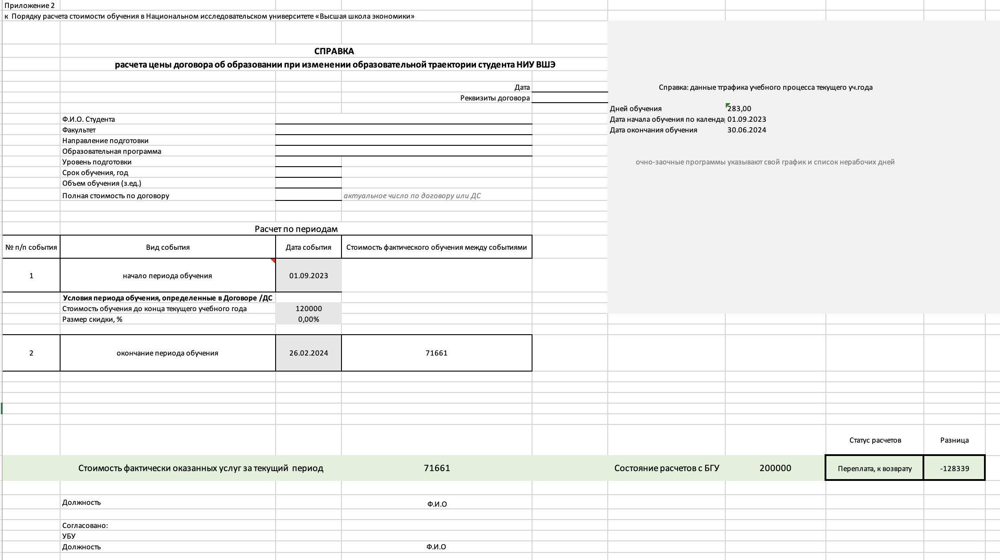 Приложение 2
к Порядку расчета стоимости обучения в Национальном исследовательском университете «Высшая школа экономики»
СПРАВКА
расчета цены договора об образовании при изменении образовательной траектории студента НИУ ВШЭ
Дата
Справка: данные тграфика учебного процесса текущего уч.года
Реквизиты договора
Дней обучения 283,00
Ф.И.О. Студента
Дата начала обучения по календа 01.09.2023
Факультет
Дата окончания обучения 30.06.2024
Направление подготовки
Образовательная программа
Уровень подготовки
очно-заочные программы указывают свой график и список нерабочих дней
Срок обучения, год
Объем обучения (з.ед.)
Полная стоимость по договору актуальное число по договору или ДС
Расчет по периодам
№ п/п события Вид события Дата события Стоимость фактического обучения между событиями
1 начало периода обучения 01.09.2023
Условия периода обучения, определенные в Договоре /ДС
Стоимость обучения до конца текущего учебного года 120000
Размер скидки, % 0,00%
2 окончание периода обучения 26.02.2024 71661
Статус расчетов Разница
Стоимость фактически оказанных услуг за текущий период 71661 Состояние расчетов с БГУ 200000 Переплата, к возврату -128339
Должность Ф.И.О
Согласовано:
УБУ
Должность Ф.И.О